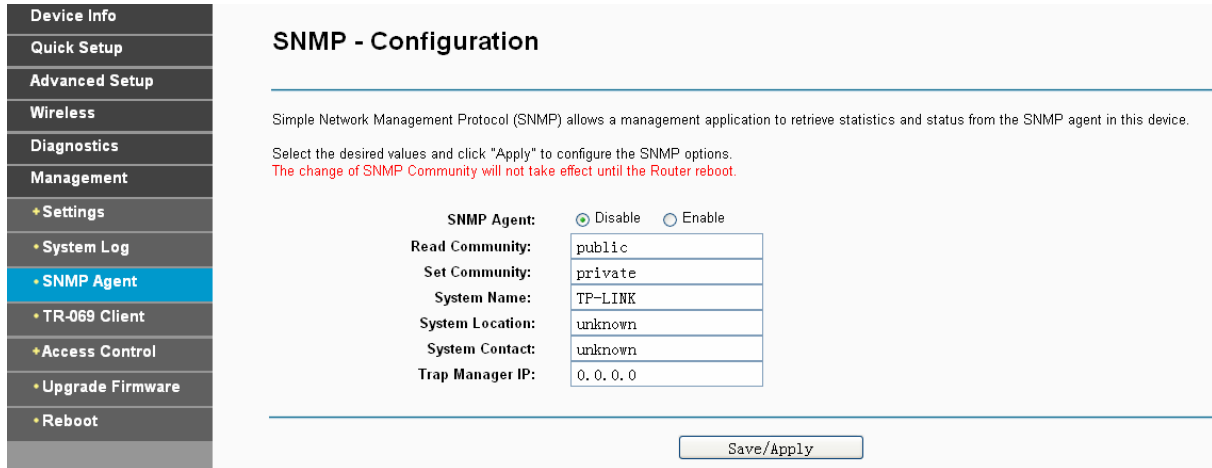 Device Info
Quick Setup
Advanced Setup
Wireless
Diagnostics
Management
Settings
System Log
SNMP Agent
TR-069 Client
Access Control
Upgrade Firmware
Reboot
SNMP - Configuration
Simple Network Management Protocol (SNMP) allows a management application to retrieve statistics and status from the SNMP agent in this device.
Select the desired values and click "Apply" to configure the SNMP options.
The change of SNMP Community will not take effect until the Router reboot.
SNMP Agent: Disable Enable
Read Community: public
Set Community: private
System Name: TP-LINK
System Location: unknown
System Contact: unknown
Trap Manager IP: 0.0.0.0
Save/Apply